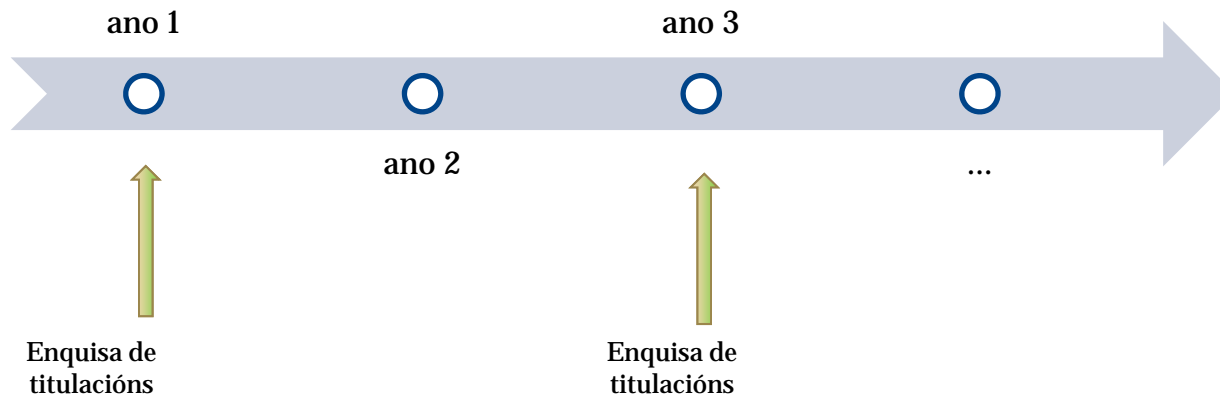 ano 1
ano 3
ano 2
...
Enquisa de
titulacións
Enquisa de
titulacións